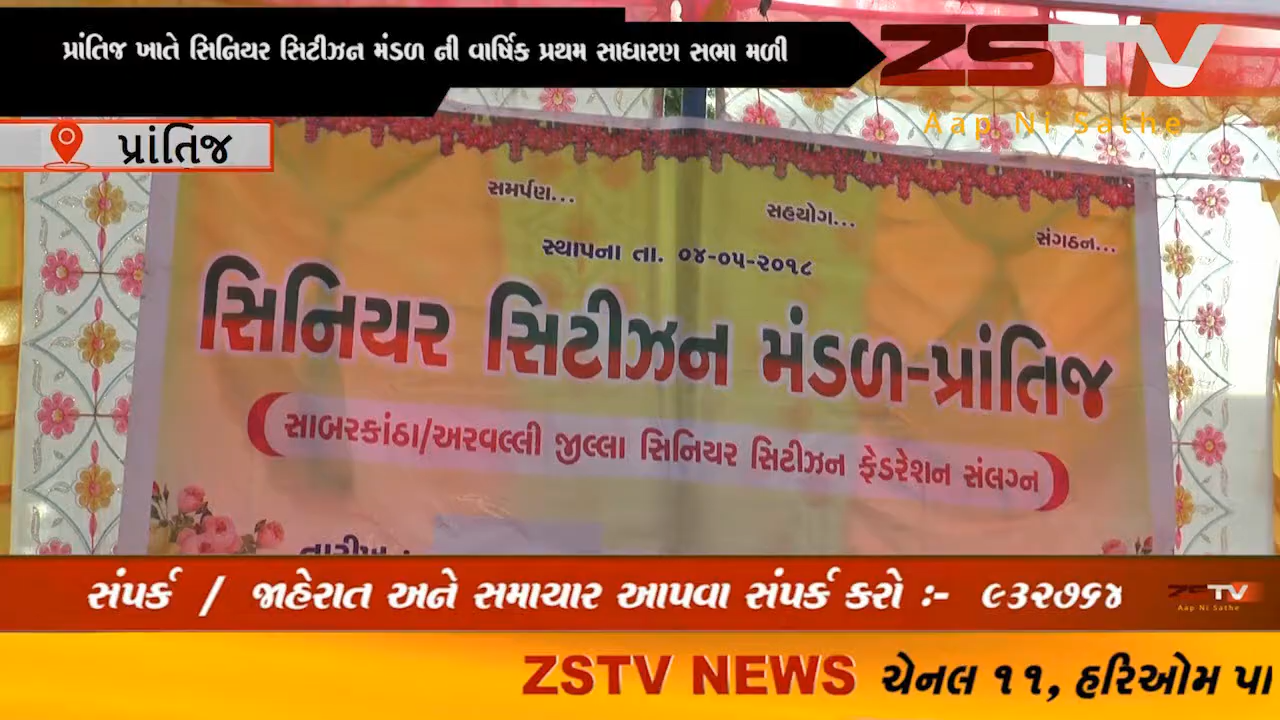 પ્રાંતિજ ખાતે સિનિયર સિટીઝન મંડળ ની વાર્ષિક પ્રથમ સાધારણ સભા મળી
ZSTV
Aap Ni Sathe
પ્રાંતિજ
સમર્પણ... સહયોગ... સંગઠન...
સ્થાપના તા. ૦૪-૦૫-૨૦૧૮
સિનિયર સિટીઝન મંડળ-પ્રાંતિજ
સાબરકાંઠા/અરવલ્લી જીલ્લા સિનિયર સિટીઝન ફેડરેશન સંલગ્ન
તારીખ :
સંપર્ક / જાહેરાત અને સમાચાર આપવા સંપર્ક કરો :- ૯૩૨૭૬૪
ZSTV
Aap Ni Sathe
ZSTV NEWS ચેનલ ૧૧, હરિઓમ પા